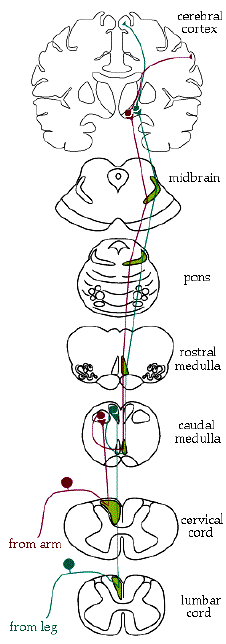 cerebral
cortex
midbrain
pons
rostral
medulla
caudal
medulla
cervical
cord
from arm
from leg
lumbar
cord